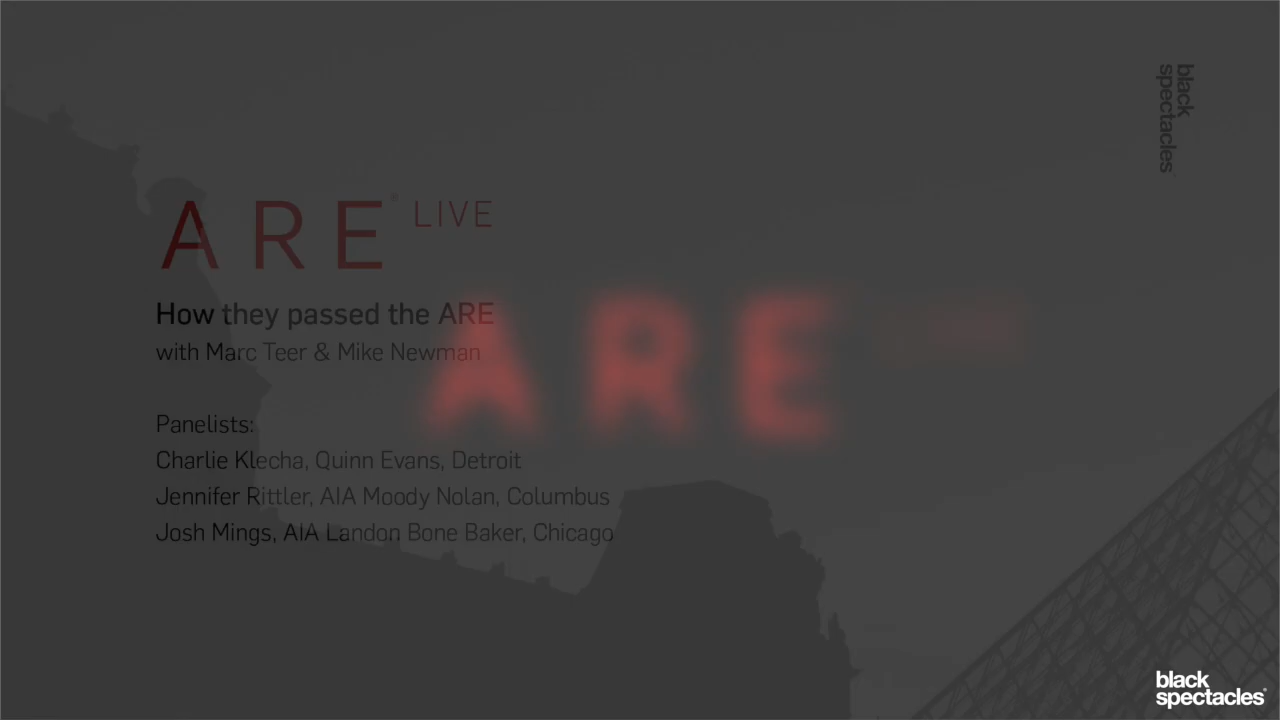 black
spectacles
ARE® LIVE
How they passed the ARE
with Marc Teer & Mike Newman
ARE
Panelists:
Charlie Klecha, Quinn Evans, Detroit
Jennifer Rittler, AIA Moody Nolan, Columbus
Josh Mings, AIA Landon Bone Baker, Chicago
black
spectacles®